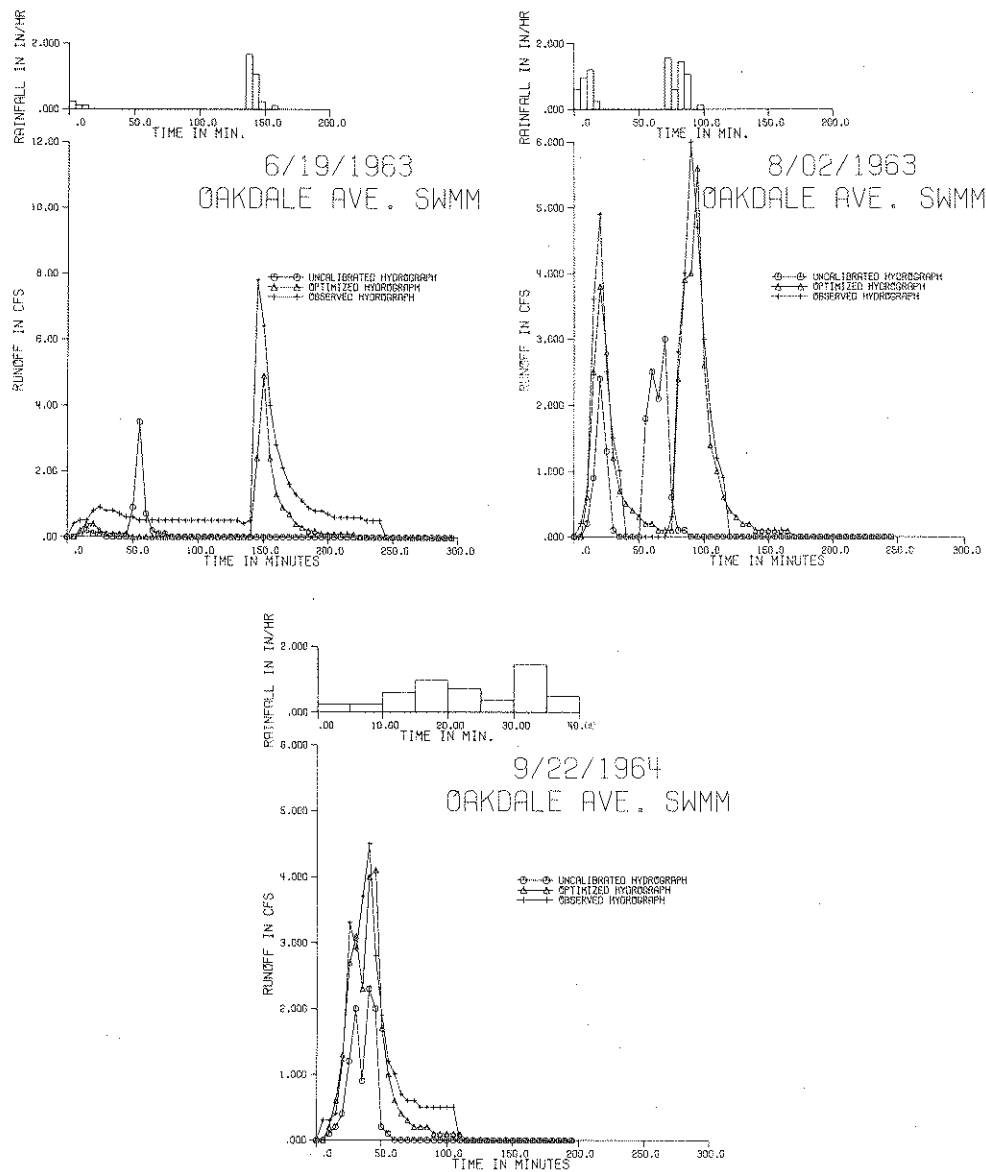 RAINFALL IN IN/HR
2.000
.000
.0 50.0 100.0 150.0 200.0
TIME IN MIN.
6/19/1963
OAKDALE AVE. SWMM
RUNOFF IN CFS
12.00
10.00
8.00
6.00
4.00
2.00
.00
UNCALIBRATED HYDROGRAPH
OPTIMIZED HYDROGRAPH
OBSERVED HYDROGRAPH
.0 50.0 100.0 150.0 200.0 250.0 300.0
TIME IN MINUTES
RAINFALL IN IN/HR
2.000
.000
.0 50.0 100.0 150.0 200.0
TIME IN MIN.
8/02/1963
OAKDALE AVE. SWMM
RUNOFF IN CFS
6.000
5.000
4.000
3.000
2.000
1.000
.000
UNCALIBRATED HYDROGRAPH
OPTIMIZED HYDROGRAPH
OBSERVED HYDROGRAPH
.0 50.0 100.0 150.0 200.0 250.0 300.0
TIME IN MINUTES
RAINFALL IN IN/HR
2.000
.000
.00 10.00 20.00 30.00 40.00
TIME IN MIN.
9/22/1964
OAKDALE AVE. SWMM
RUNOFF IN CFS
6.000
5.000
4.000
3.000
2.000
1.000
.000
UNCALIBRATED HYDROGRAPH
OPTIMIZED HYDROGRAPH
OBSERVED HYDROGRAPH
.0 50.0 100.0 150.0 200.0 250.0 300.0
TIME IN MINUTES